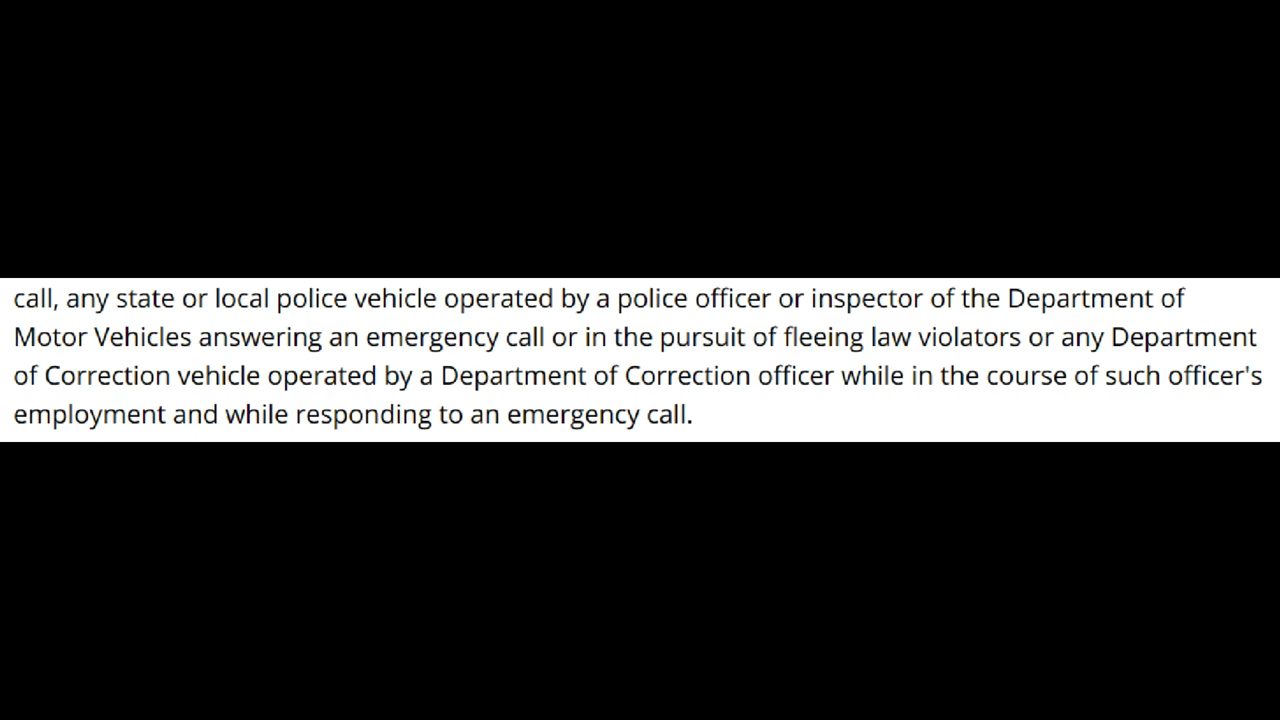 call, any state or local police vehicle operated by a police officer or inspector of the Department of
Motor Vehicles answering an emergency call or in the pursuit of fleeing law violators or any Department
of Correction vehicle operated by a Department of Correction officer while in the course of such officer's
employment and while responding to an emergency call.